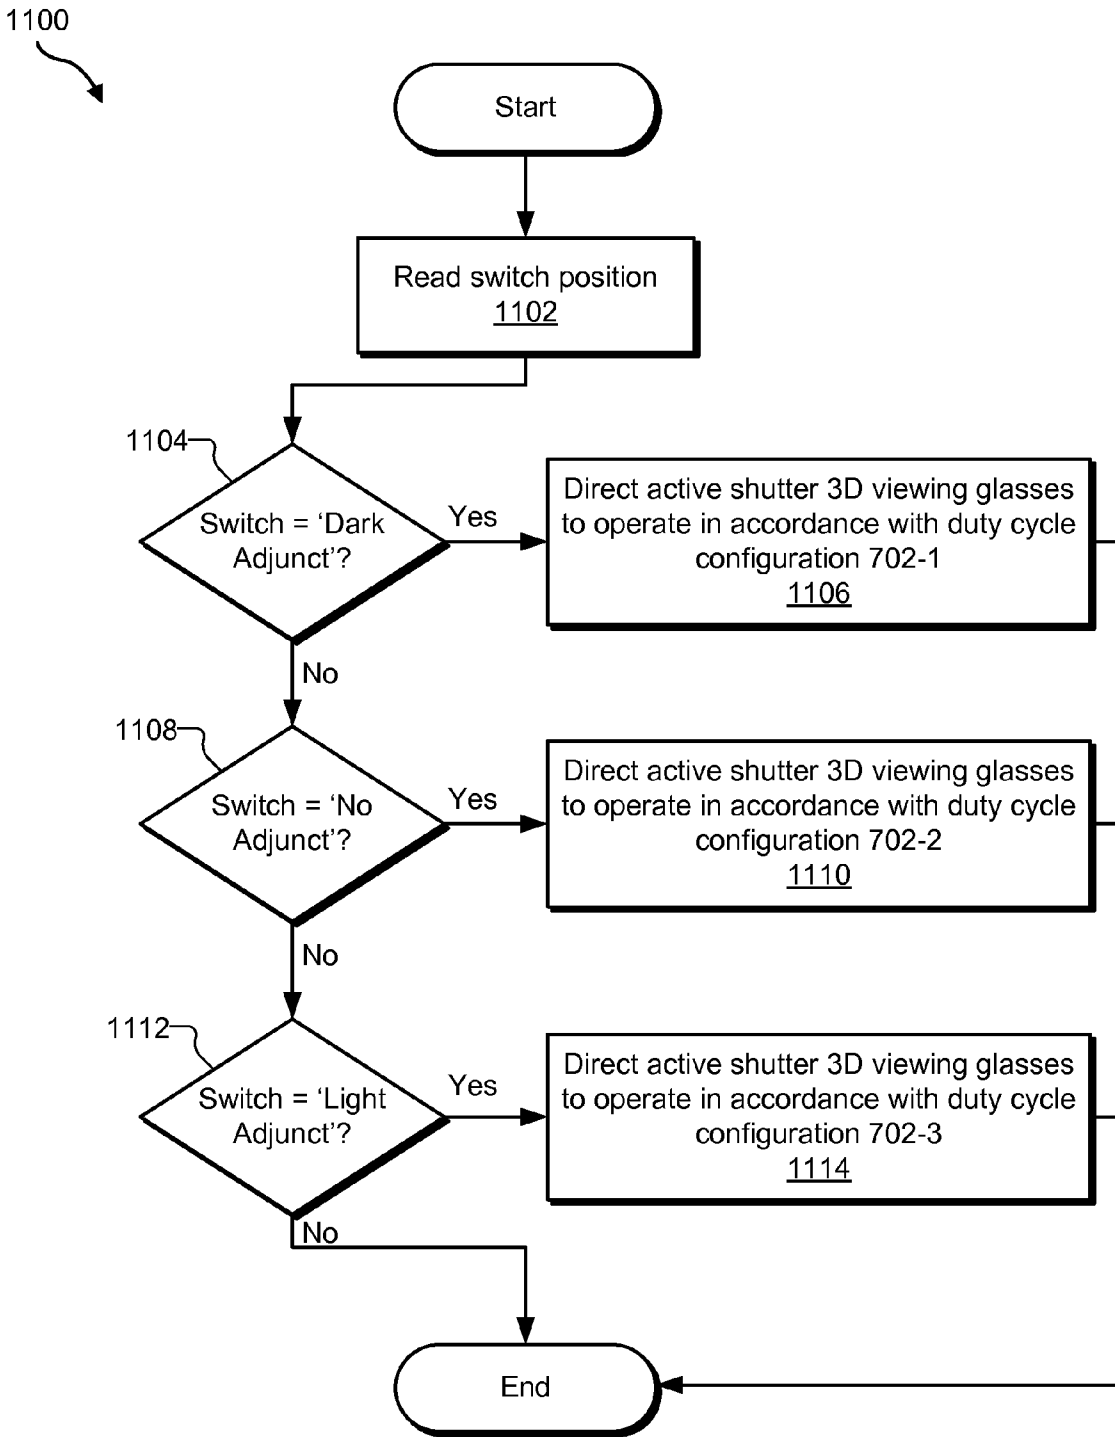 1100
Start
Read switch position
1102
1104
Switch = ‘Dark
Adjunct’?
Yes
Direct active shutter 3D viewing glasses
to operate in accordance with duty cycle
configuration 702-1
1106
No
1108
Switch = ‘No
Adjunct’?
Yes
Direct active shutter 3D viewing glasses
to operate in accordance with duty cycle
configuration 702-2
1110
No
1112
Switch = ‘Light
Adjunct’?
Yes
Direct active shutter 3D viewing glasses
to operate in accordance with duty cycle
configuration 702-3
1114
No
End